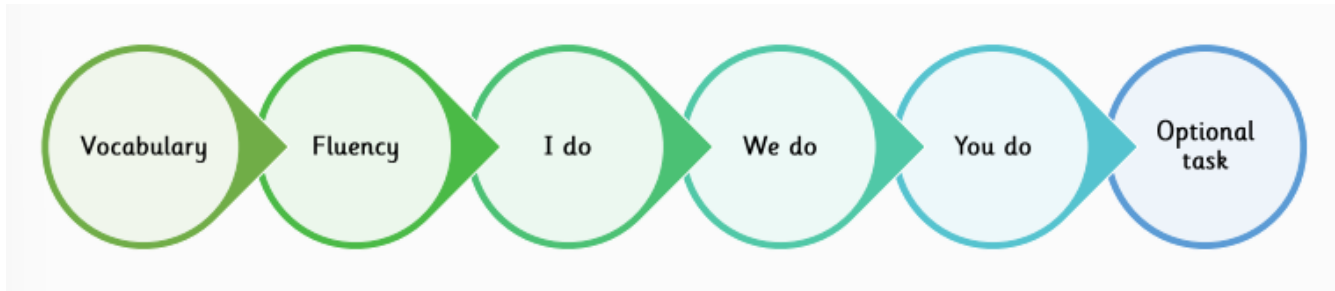 Vocabulary
Fluency
I do
We do
You do
Optional
task